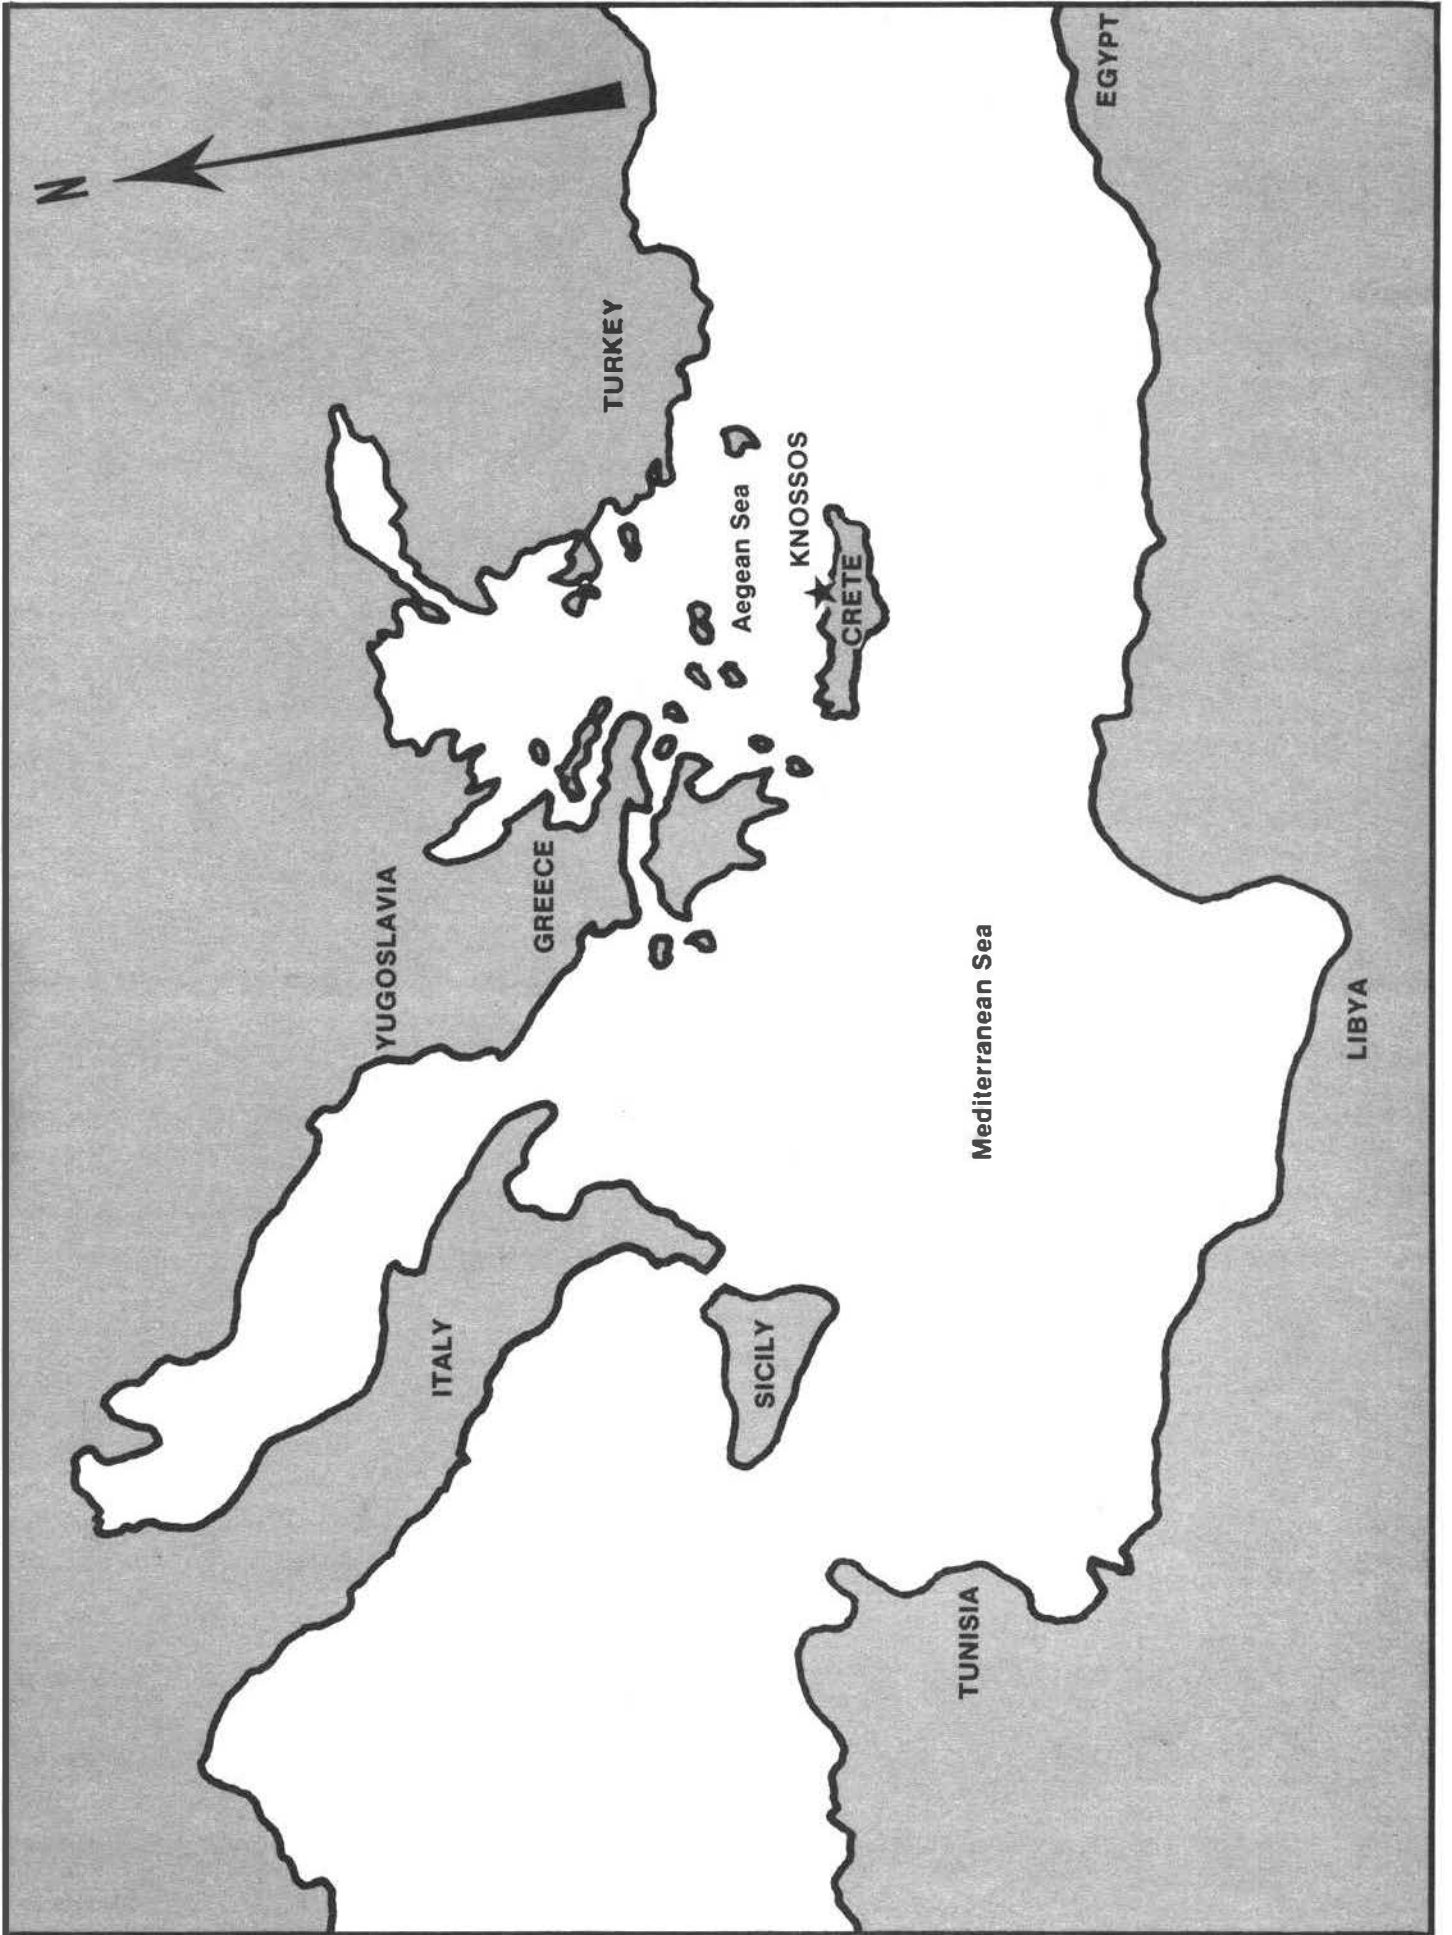 N
YUGOSLAVIA
ITALY
GREECE
TURKEY
Aegean Sea
KNOSSOS
CRETE
SICILY
Mediterranean Sea
TUNISIA
LIBYA
EGYPT